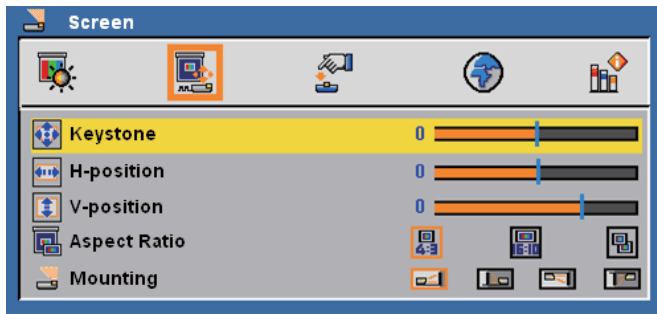 Screen
Keystone 0
H-position 0
V-position 0
Aspect Ratio 4:3 16:10
Mounting